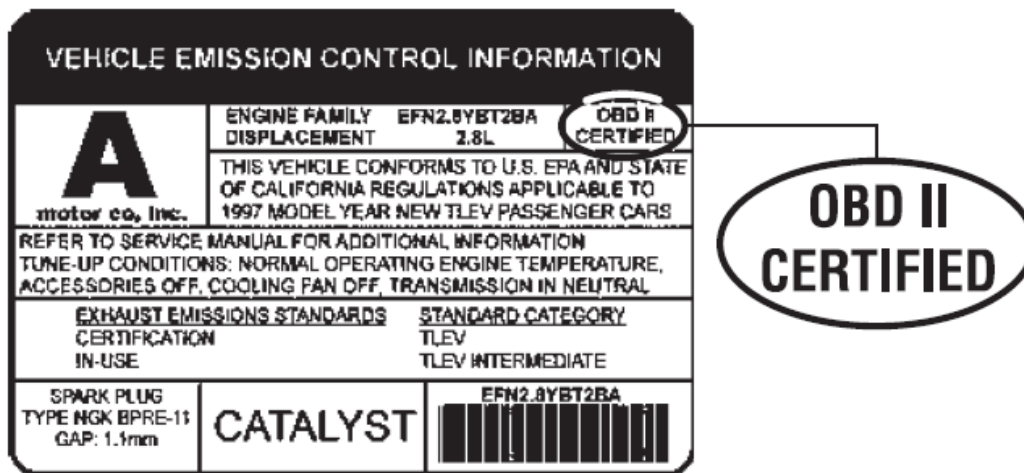 VEHICLE EMISSION CONTROL INFORMATION
A
motor co, Inc.
ENGINE FAMILY EFN2.8YBT2BA
DISPLACEMENT 2.8L
OBD II
CERTIFIED
THIS VEHICLE CONFORMS TO U.S. EPA AND STATE
OF CALIFORNIA REGULATIONS APPLICABLE TO
1997 MODEL YEAR NEW TLEV PASSENGER CARS
REFER TO SERVICE MANUAL FOR ADDITIONAL INFORMATION
TUNE-UP CONDITIONS: NORMAL OPERATING ENGINE TEMPERATURE,
ACCESSORIES OFF, COOLING FAN OFF, TRANSMISSION IN NEUTRAL
EXHAUST EMISSIONS STANDARDS STANDARD CATEGORY
CERTIFICATION TLEV
IN-USE TLEV INTERMEDIATE
SPARK PLUG
TYPE NGK BPRE-11
GAP: 1.1mm
CATALYST
EFN2.8YBT2BA
OBD II
CERTIFIED